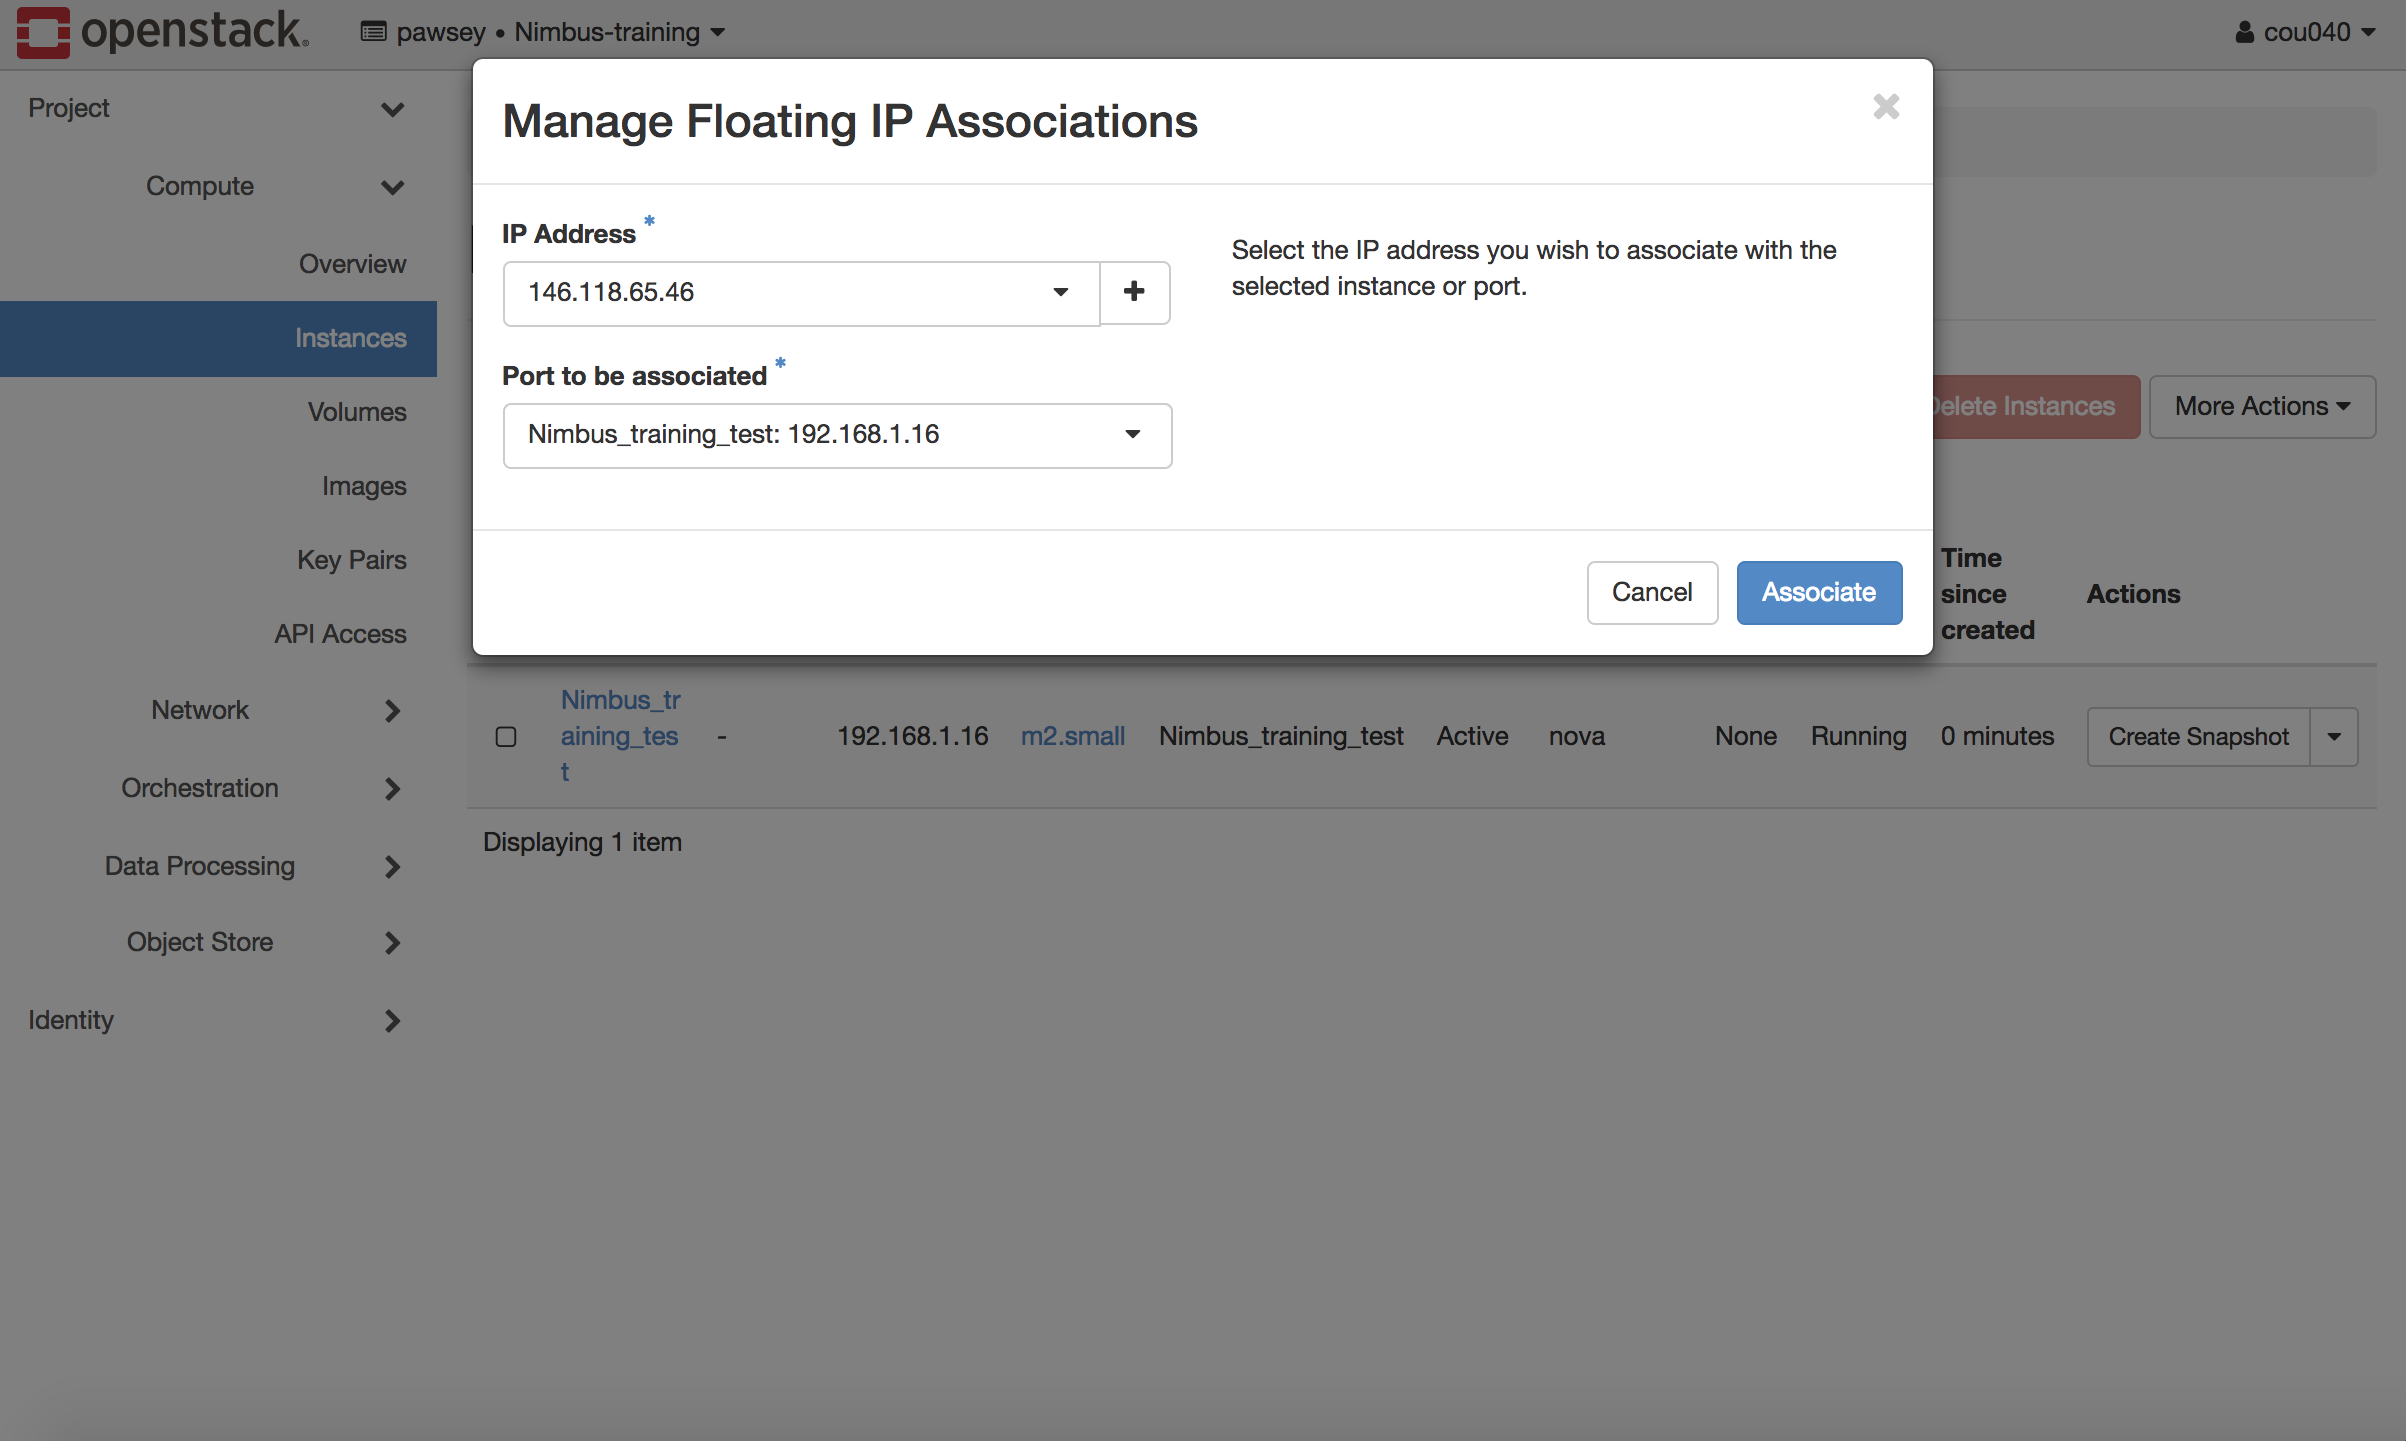 openstack.
pawsey • Nimbus-training
cou040
Project
Compute
Overview
Instances
Volumes
Images
Key Pairs
API Access
Network
Orchestration
Data Processing
Object Store
Identity
Manage Floating IP Associations
IP Address *
146.118.65.46
Port to be associated *
Nimbus_training_test: 192.168.1.16
Select the IP address you wish to associate with the
selected instance or port.
Cancel
Associate
Delete Instances
More Actions
Time
since
created
Actions
Nimbus_tr
aining_tes
t
-
192.168.1.16
m2.small
Nimbus_training_test
Active
nova
None
Running
0 minutes
Create Snapshot
Displaying 1 item